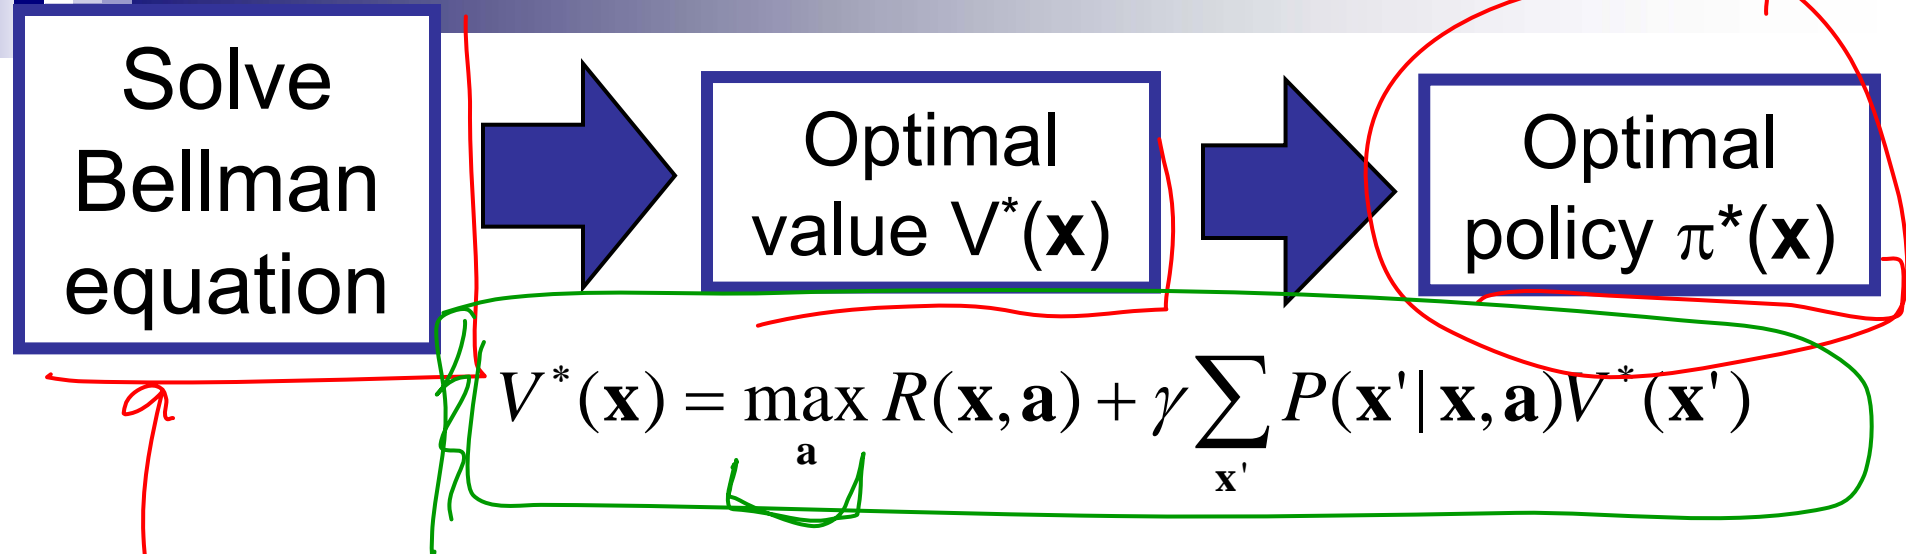 Solve
Bellman
equation
Optimal
value V*(x)
Optimal
policy π*(x)
V*(x) = max R(x,a) + γ∑ P(x'| x,a)V*(x')
a
x'